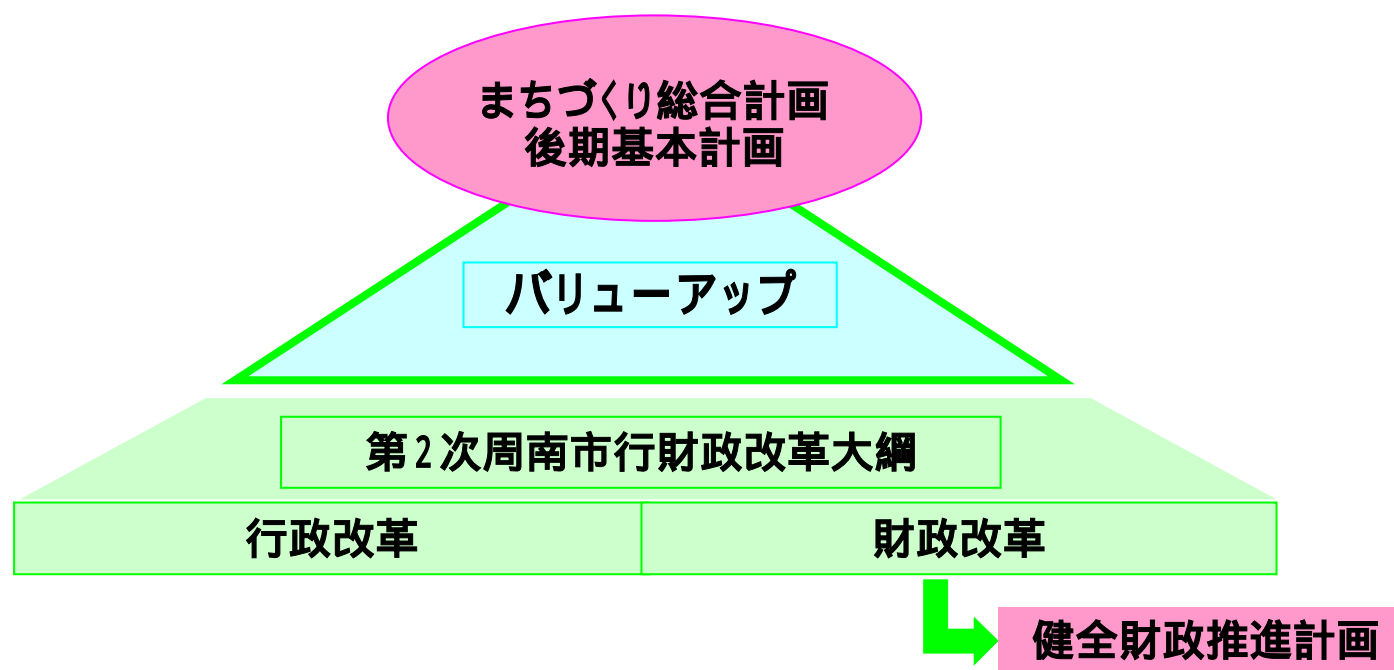 まちづくり総合計画
後期基本計画
バリューアップ
第2次周南市行財政改革大綱
行政改革
財政改革
健全財政推進計画